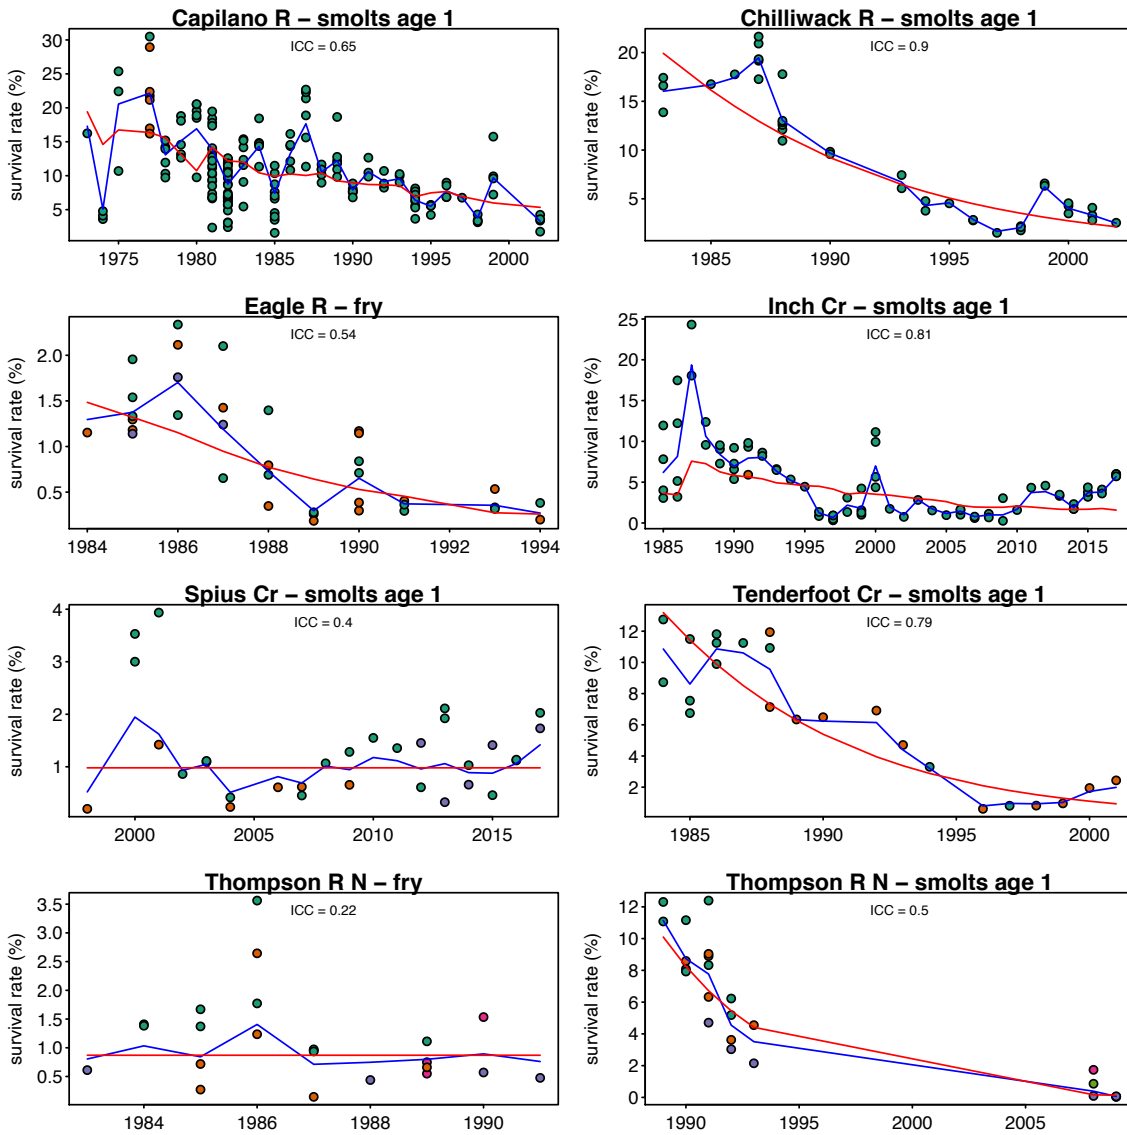 Capilano R – smolts age 1
ICC = 0.65
survival rate (%)
30
25
20
15
10
5
1975 1980 1985 1990 1995 2000
Chilliwack R – smolts age 1
ICC = 0.9
survival rate (%)
20
15
10
5
1985 1990 1995 2000
Eagle R – fry
ICC = 0.54
survival rate (%)
2.0
1.5
1.0
0.5
1984 1986 1988 1990 1992 1994
Inch Cr – smolts age 1
ICC = 0.81
survival rate (%)
25
20
15
10
5
0
1985 1990 1995 2000 2005 2010 2015
Spius Cr – smolts age 1
ICC = 0.4
survival rate (%)
4
3
2
1
2000 2005 2010 2015
Tenderfoot Cr – smolts age 1
ICC = 0.79
survival rate (%)
12
10
8
6
4
2
1985 1990 1995 2000
Thompson R N – fry
ICC = 0.22
survival rate (%)
3.5
3.0
2.5
2.0
1.5
1.0
0.5
1984 1986 1988 1990
Thompson R N – smolts age 1
ICC = 0.5
survival rate (%)
12
10
8
6
4
2
0
1990 1995 2000 2005